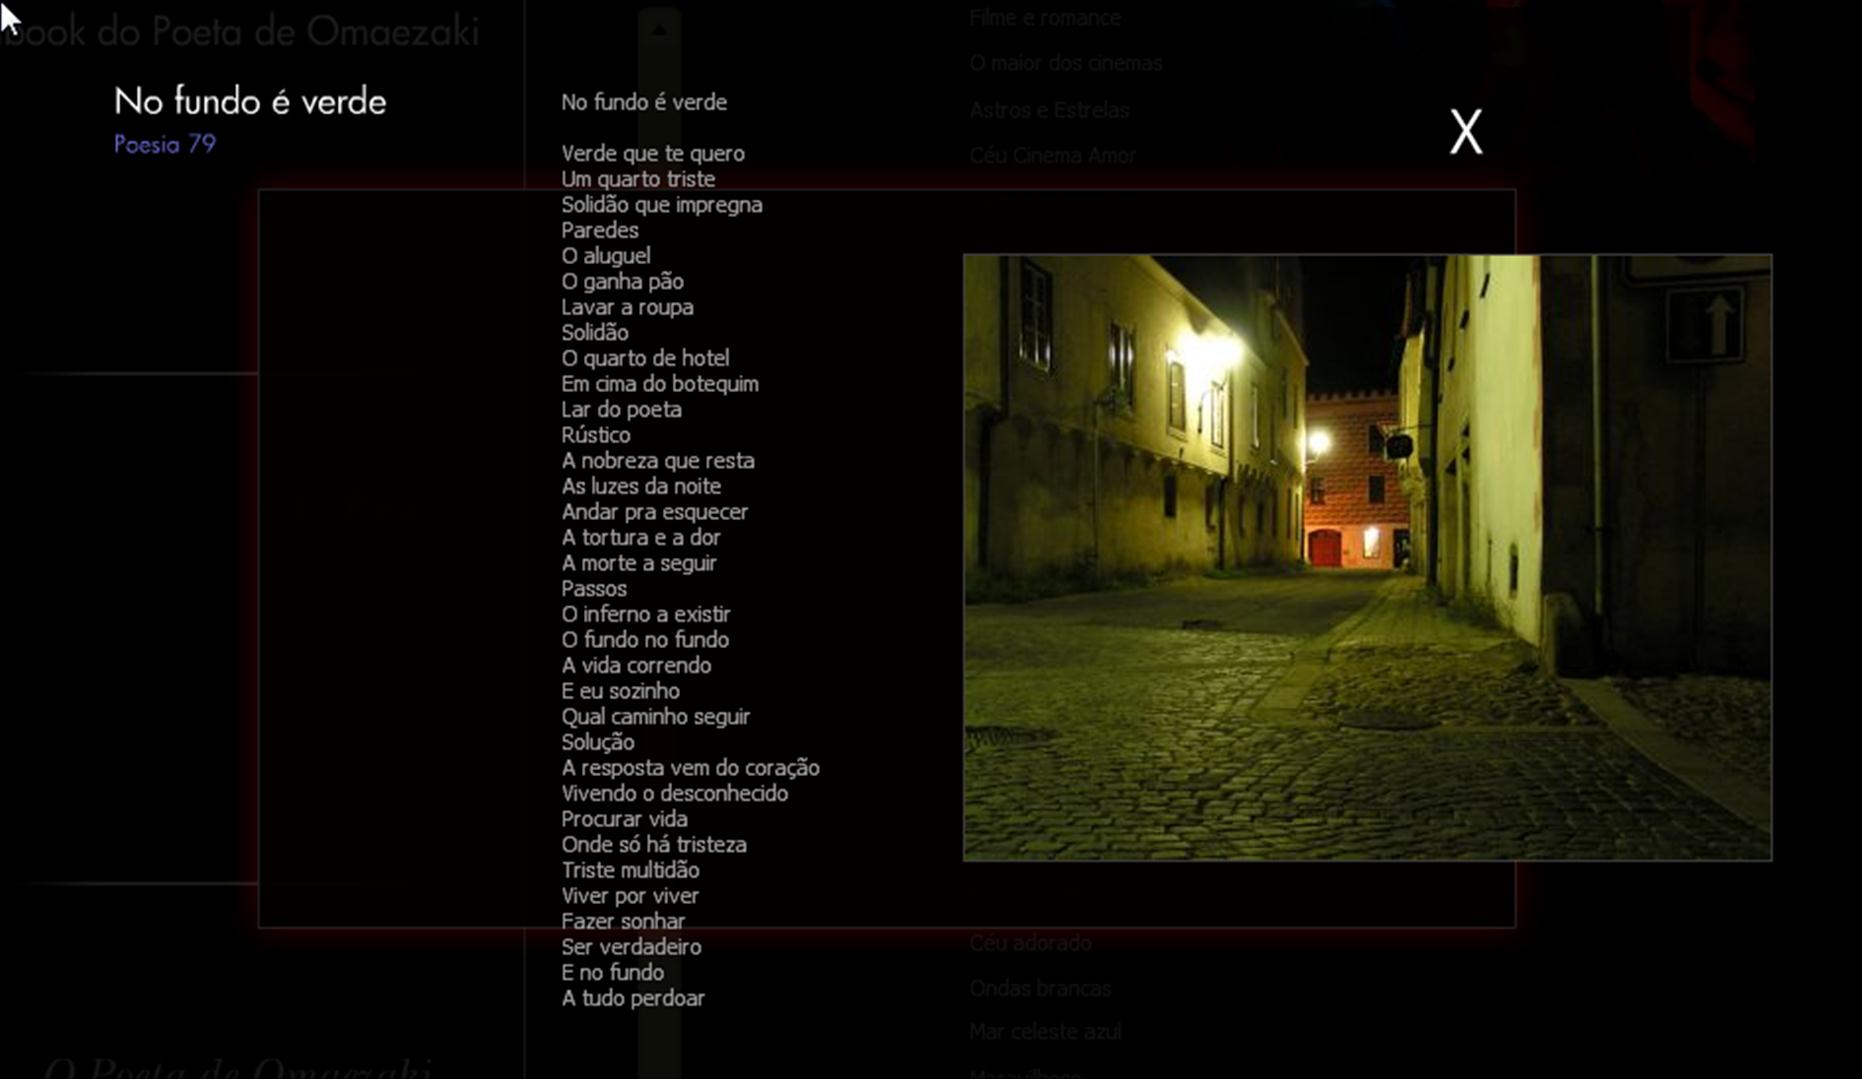 book do Poeta de Omaezaki
No fundo é verde
Poesia 79
No fundo é verde
Verde que te quero
Um quarto triste
Solidão que impregna
Paredes
O aluguel
O ganha pão
Lavar a roupa
Solidão
O quarto de hotel
Em cima do botequim
Lar do poeta
Rústico
A nobreza que resta
As luzes da noite
Andar pra esquecer
A tortura e a dor
A morte a seguir
Passos
O inferno a existir
O fundo no fundo
A vida correndo
E eu sozinho
Qual caminho seguir
Solução
A resposta vem do coração
Vivendo o desconhecido
Procurar vida
Onde só há tristeza
Triste multidão
Viver por viver
Fazer sonhar
Ser verdadeiro
E no fundo
A tudo perdoar
Filme e romance
O maior dos cinemas
Astros e Estrelas
Céu Cinema Amor
X
Céu adorado
Ondas brancas
Mar celeste azul
O Poeta de Omaezaki